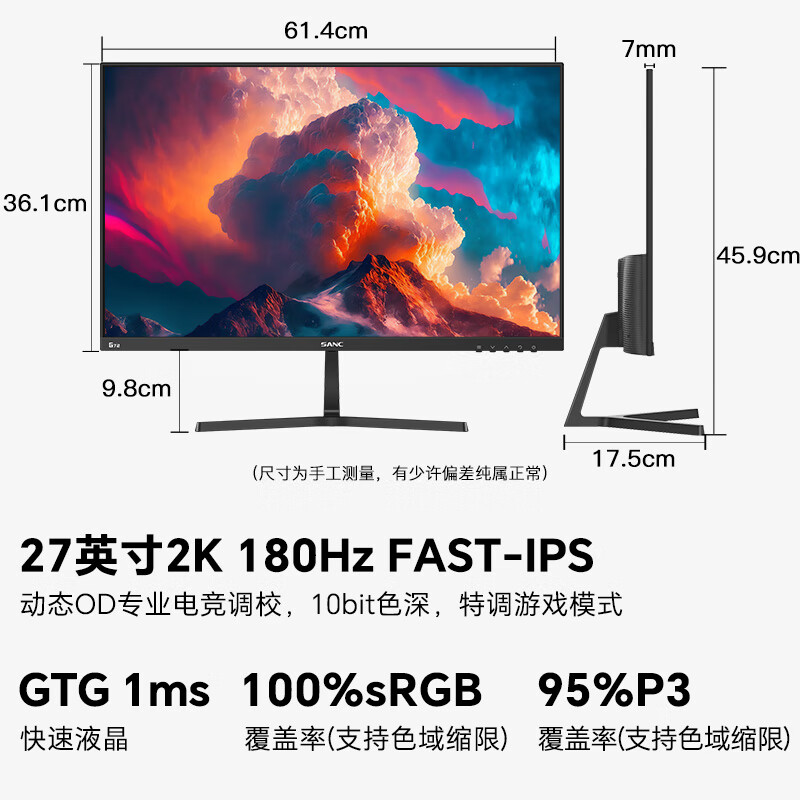 61.4cm
7mm
36.1cm
45.9cm
SANC
9.8cm
17.5cm
(尺寸为手工测量，有少许偏差纯属正常)
27英寸2K 180Hz FAST-IPS
动态OD专业电竞调校，10bit色深，特调游戏模式
GTG 1ms 100%sRGB 95%P3
快速液晶 覆盖率(支持色域缩限) 覆盖率(支持色域缩限)